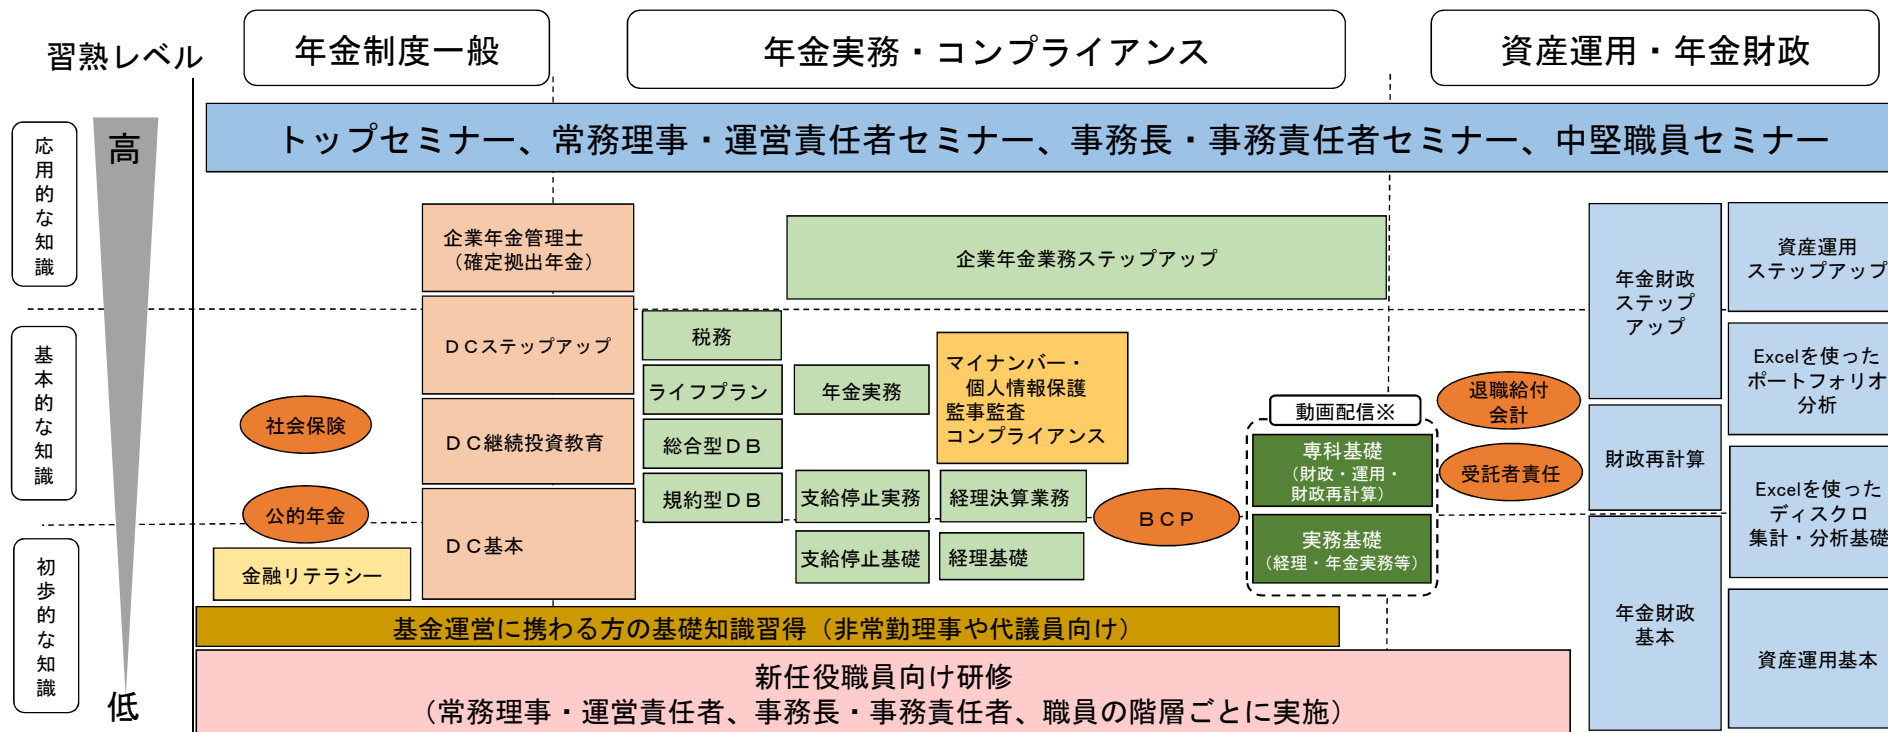 習熟レベル
年金制度一般
年金実務・コンプライアンス
資産運用・年金財政
応用的な知識
高
トップセミナー、常務理事・運営責任者セミナー、事務長・事務責任者セミナー、中堅職員セミナー
企業年金管理士
（確定拠出年金）
企業年金業務ステップアップ
年金財政
ステップ
アップ
資産運用
ステップアップ
基本的な知識
ＤＣステップアップ
税務
ライフプラン
年金実務
マイナンバー・
個人情報保護
監事監査
コンプライアンス
社会保険
ＤＣ継続投資教育
総合型ＤＢ
規約型ＤＢ
支給停止実務
経理決算業務
動画配信※
専科基礎
（財政・運用・
財政再計算）
退職給付
会計
受託者責任
財政再計算
Excelを使った
ポートフォリオ
分析
Excelを使った
ディスクロ
集計・分析基礎
公的年金
ＤＣ基本
ＢＣＰ
実務基礎
（経理・年金実務等）
初歩的な知識
金融リテラシー
支給停止基礎
経理基礎
年金財政
基本
資産運用基本
基金運営に携わる方の基礎知識習得（非常勤理事や代議員向け）
低
新任役職員向け研修
（常務理事・運営責任者、事務長・事務責任者、職員の階層ごとに実施）